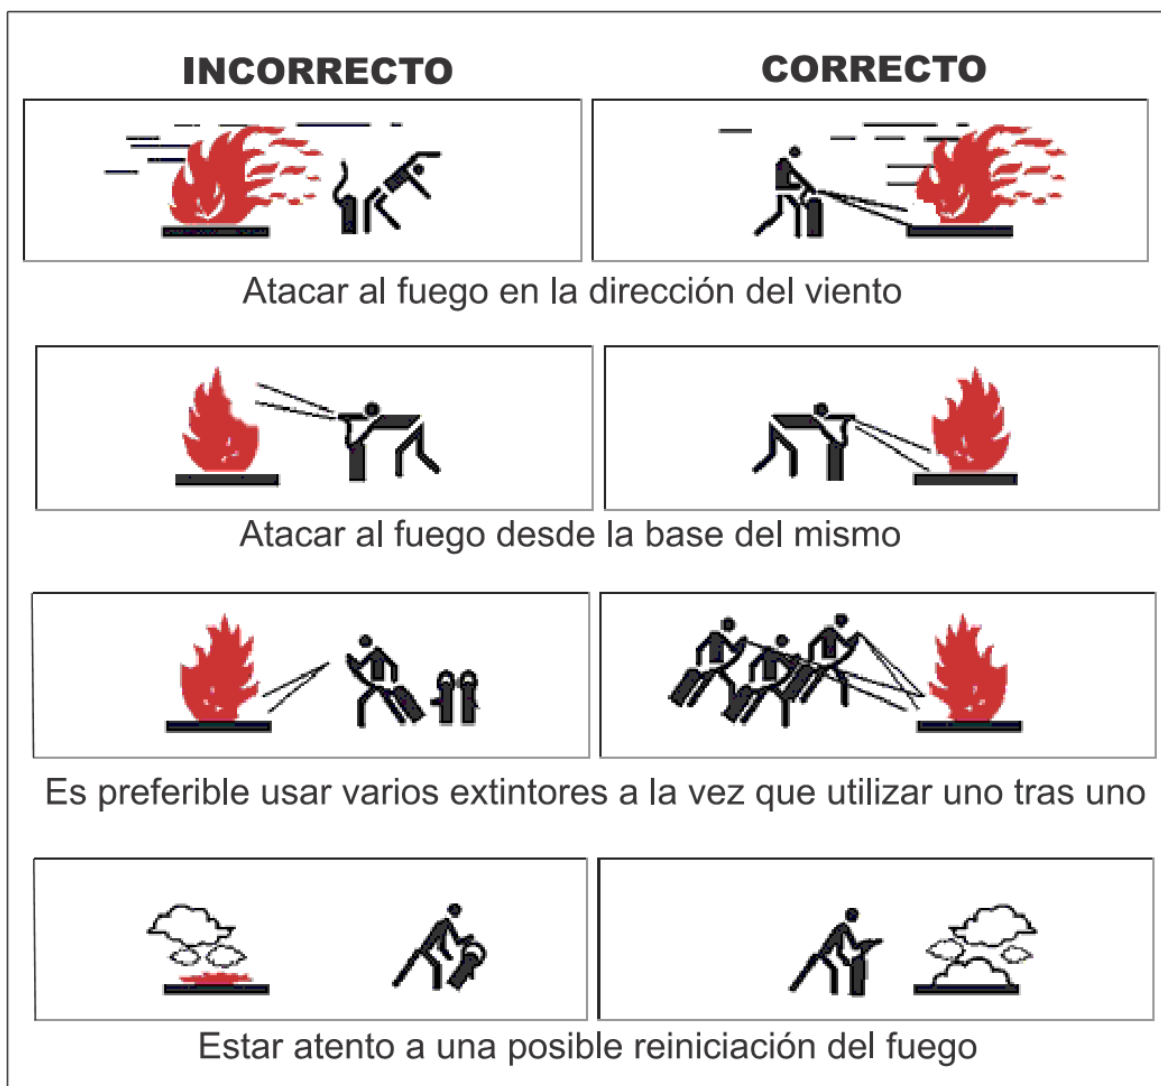 INCORRECTO
CORRECTO
Atacar al fuego en la dirección del viento
Atacar al fuego desde la base del mismo
Es preferible usar varios extintores a la vez que utilizar uno tras uno
Estar atento a una posible reiniciación del fuego